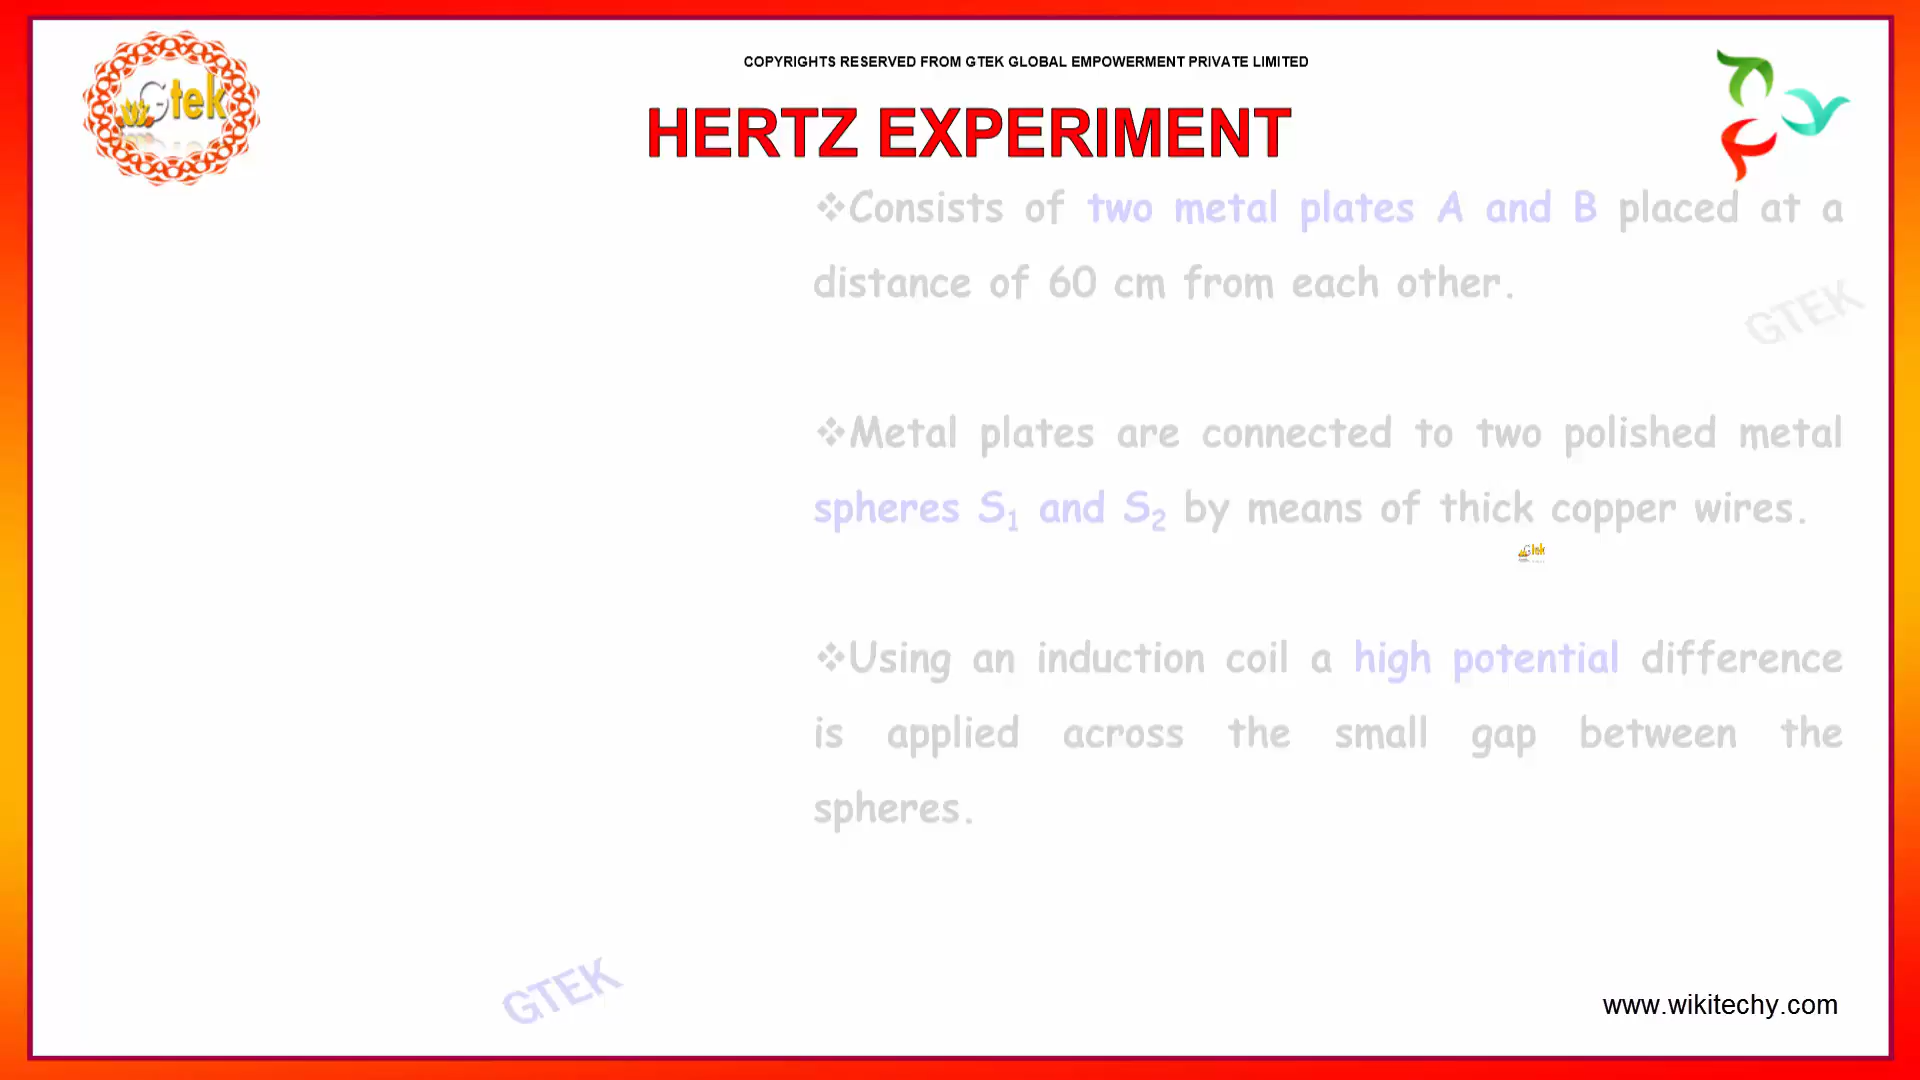 COPYRIGHTS RESERVED FROM GTEK GLOBAL EMPOWERMENT PRIVATE LIMITED
Gtek
HERTZ EXPERIMENT
❖Consists of two metal plates A and B placed at a
distance of 60 cm from each other.
GTEK
❖Metal plates are connected to two polished metal
spheres S₁ and S₂ by means of thick copper wires.
Gtek
❖Using an induction coil a high potential difference
is applied across the small gap between the
spheres.
GTEK
www.wikitechy.com